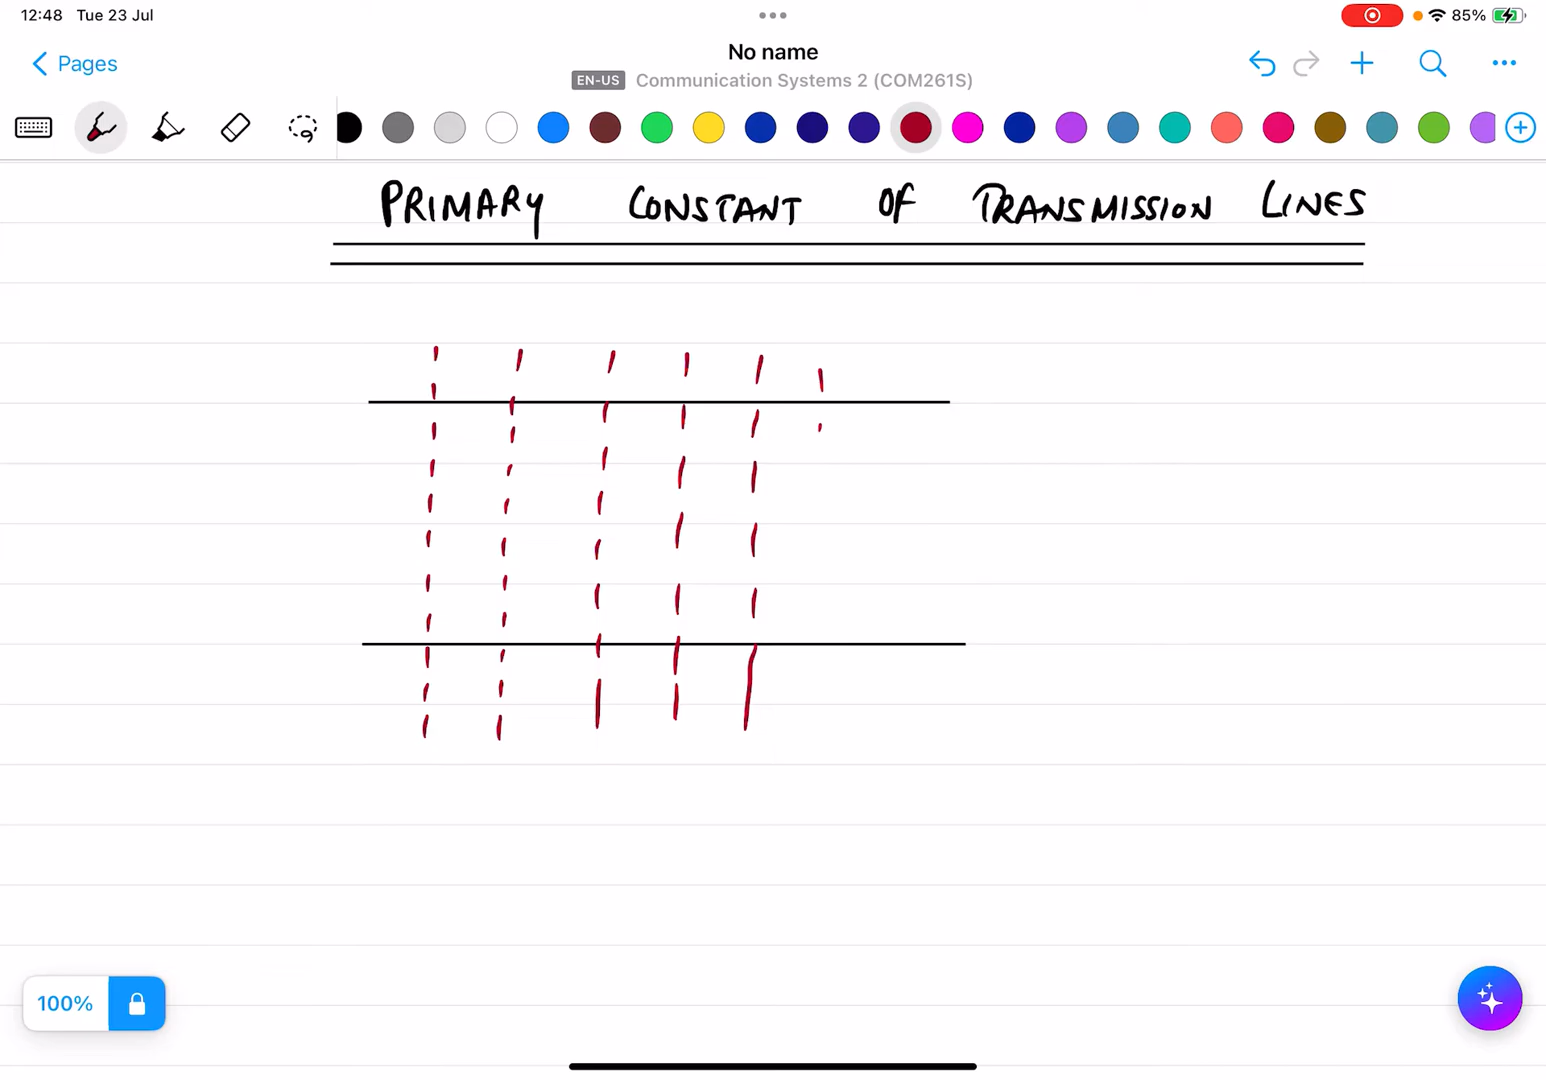 12:48 Tue 23 Jul
85%
Pages
No name
EN-US Communication Systems 2 (COM261S)
PRIMARY CONSTANT OF TRANSMISSION LINES
100%